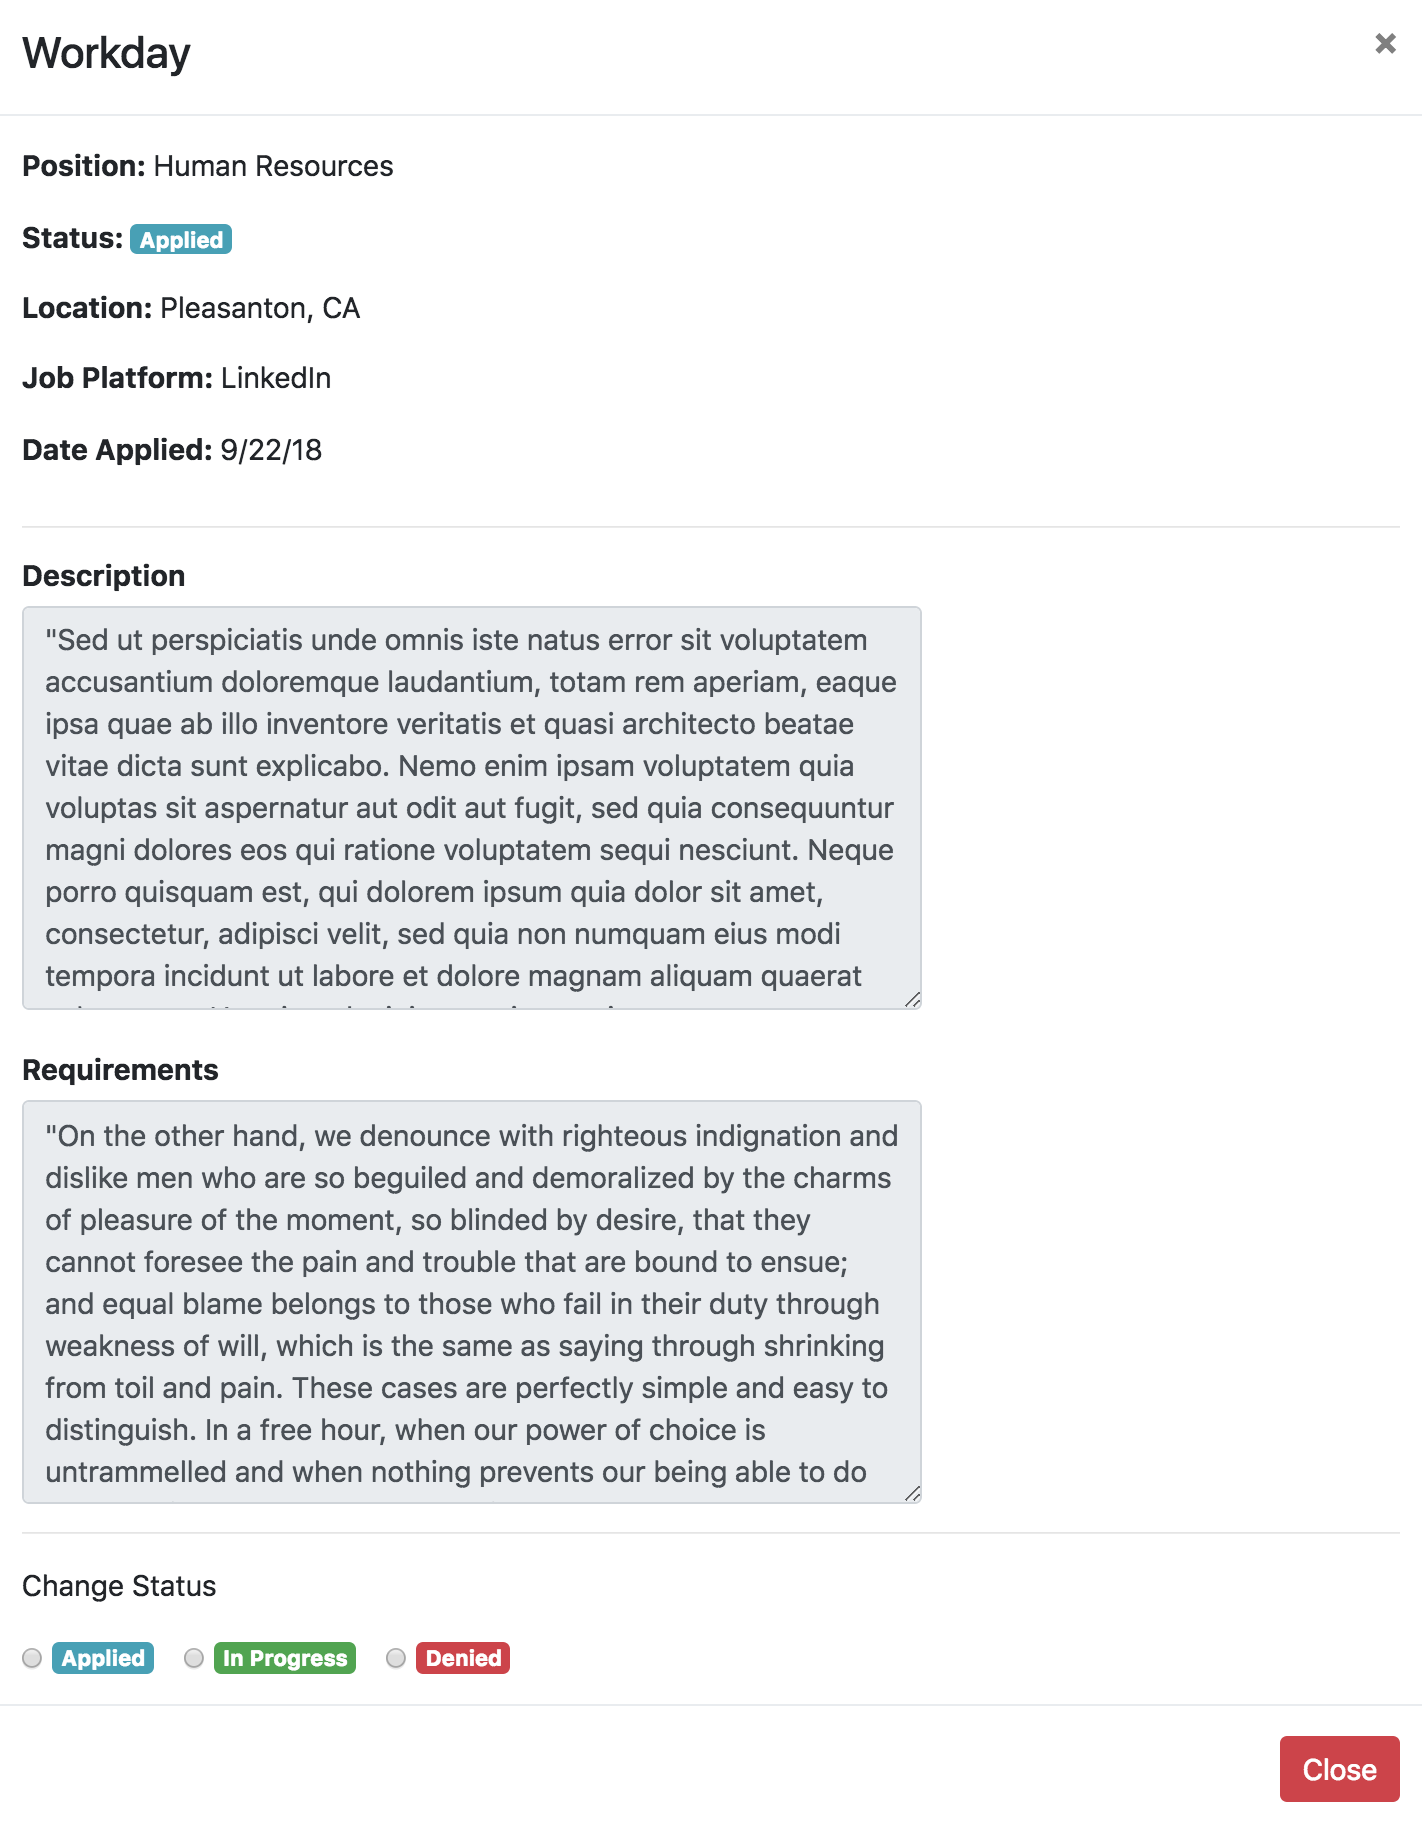 Workday
Position: Human Resources
Status: Applied
Location: Pleasanton, CA
Job Platform: LinkedIn
Date Applied: 9/22/18
Description
"Sed ut perspiciatis unde omnis iste natus error sit voluptatem
accusantium doloremque laudantium, totam rem aperiam, eaque
ipsa quae ab illo inventore veritatis et quasi architecto beatae
vitae dicta sunt explicabo. Nemo enim ipsam voluptatem quia
voluptas sit aspernatur aut odit aut fugit, sed quia consequuntur
magni dolores eos qui ratione voluptatem sequi nesciunt. Neque
porro quisquam est, qui dolorem ipsum quia dolor sit amet,
consectetur, adipisci velit, sed quia non numquam eius modi
tempora incidunt ut labore et dolore magnam aliquam quaerat
Requirements
"On the other hand, we denounce with righteous indignation and
dislike men who are so beguiled and demoralized by the charms
of pleasure of the moment, so blinded by desire, that they
cannot foresee the pain and trouble that are bound to ensue;
and equal blame belongs to those who fail in their duty through
weakness of will, which is the same as saying through shrinking
from toil and pain. These cases are perfectly simple and easy to
distinguish. In a free hour, when our power of choice is
untrammelled and when nothing prevents our being able to do
Change Status
Applied In Progress Denied
Close